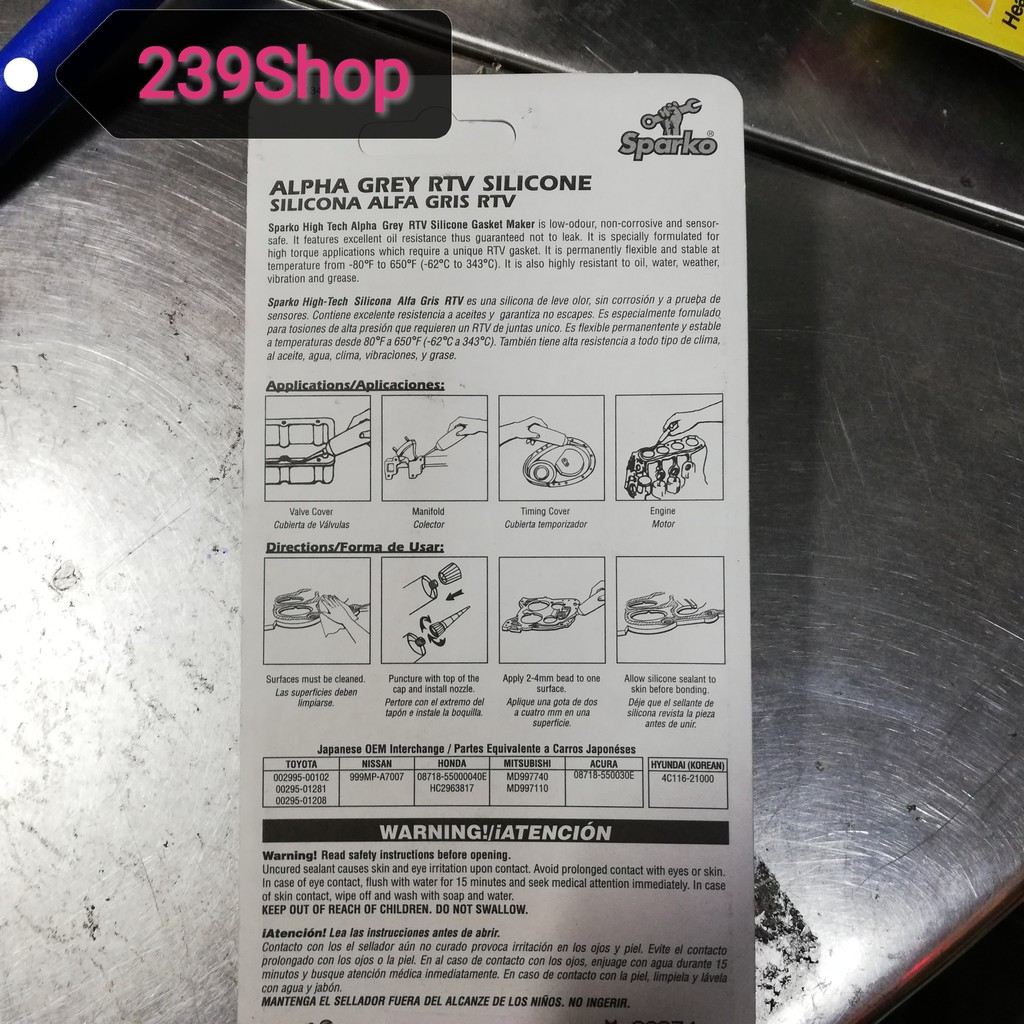 239Shop
Hea
Sparko®
ALPHA GREY RTV SILICONE
SILICONA ALFA GRIS RTV
Sparko High Tech Alpha Grey RTV Silicone Gasket Maker is low-odour, non-corrosive and sensor-
safe. It features excellent oil resistance thus guaranteed not to leak. It is specially formulated for
high torque applications which require a unique RTV gasket. It is permanently flexible and stable at
temperature from -80°F to 650°F (-62°C to 343°C). It is also highly resistant to oil, water, weather,
vibration and grease.
Sparko High-Tech Silicona Alfa Gris RTV es una silicona de leve olor, sin corrosión y a prueba de
sensores. Contiene excelente resistencia a aceites y garantiza no escapes. Es especialmente fomulado
para tosiones de alta presión que requieren un RTV de juntas unico. Es flexible permanentente y estable
a temperaturas desde 80°F a 650°F (-62°C a 343°C). También tiene alta resistencia a todo tipo de clima,
al aceite, agua, clima, vibraciones, y grase.
Applications/Aplicaciones:
Valve Cover Manifold Timing Cover Engine
Cubierta de Válvulas Colector Cubierta temporizador Motor
Directions/Forma de Usar:
Surfaces must be cleaned.
Las superficies deben
limpiarse.
Puncture with top of the
cap and install nozzle.
Pertore con el extremo del
tapón e instale la boquilla.
Apply 2-4mm bead to one
surface.
Aplique una gota de dos
a cuatro mm en una
superficie.
Allow silicone sealant to
skin before bonding.
Déje que el sellante de
silicona revista la pieza
antes de unir.
Japanese OEM Interchange / Partes Equivalente a Carros Japonéses
TOYOTA NISSAN HONDA MITSUBISHI ACURA HYUNDAI (KOREAN)
002995-00102 999MP-A7007 08718-55000040E MD997740 08718-550030E 4C116-21000
00295-01281 HC2963817 MD997110
00295-01208
WARNING!/¡ATENCIÓN
Warning! Read safety instructions before opening.
Uncured sealant causes skin and eye irritation upon contact. Avoid prolonged contact with eyes or skin.
In case of eye contact, flush with water for 15 minutes and seek medical attention immediately. In case
of skin contact, wipe off and wash with soap and water.
KEEP OUT OF REACH OF CHILDREN. DO NOT SWALLOW.
¡Atención! Lea las instrucciones antes de abrir.
Contacto con los el sellador aún no curado provoca irritación en los ojos y piel. Evite el contacto
prolongado con los ojos o la piel. En al caso de contacto con los ojos, enjuage con agua durante 15
minutos y busque atención médica inmediatamente. En caso de contacto con la piel, limpiela y lávela
con agua y jabón.
MANTENGA EL SELLADOR FUERA DEL ALCANZE DE LOS NIÑOS. NO INGERIR.